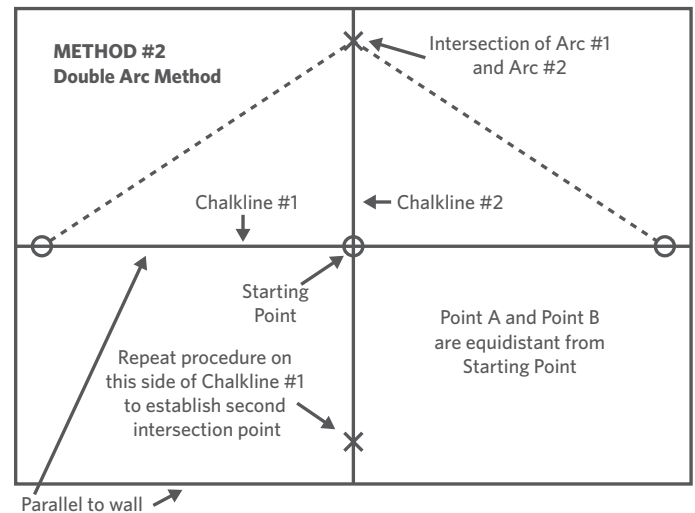 METHOD #2
Double Arc Method
Intersection of Arc #1
and Arc #2
Chalkline #1
Chalkline #2
Starting
Point
Point A and Point B
are equidistant from
Starting Point
Repeat procedure on
this side of Chalkline #1
to establish second
intersection point
Parallel to wall